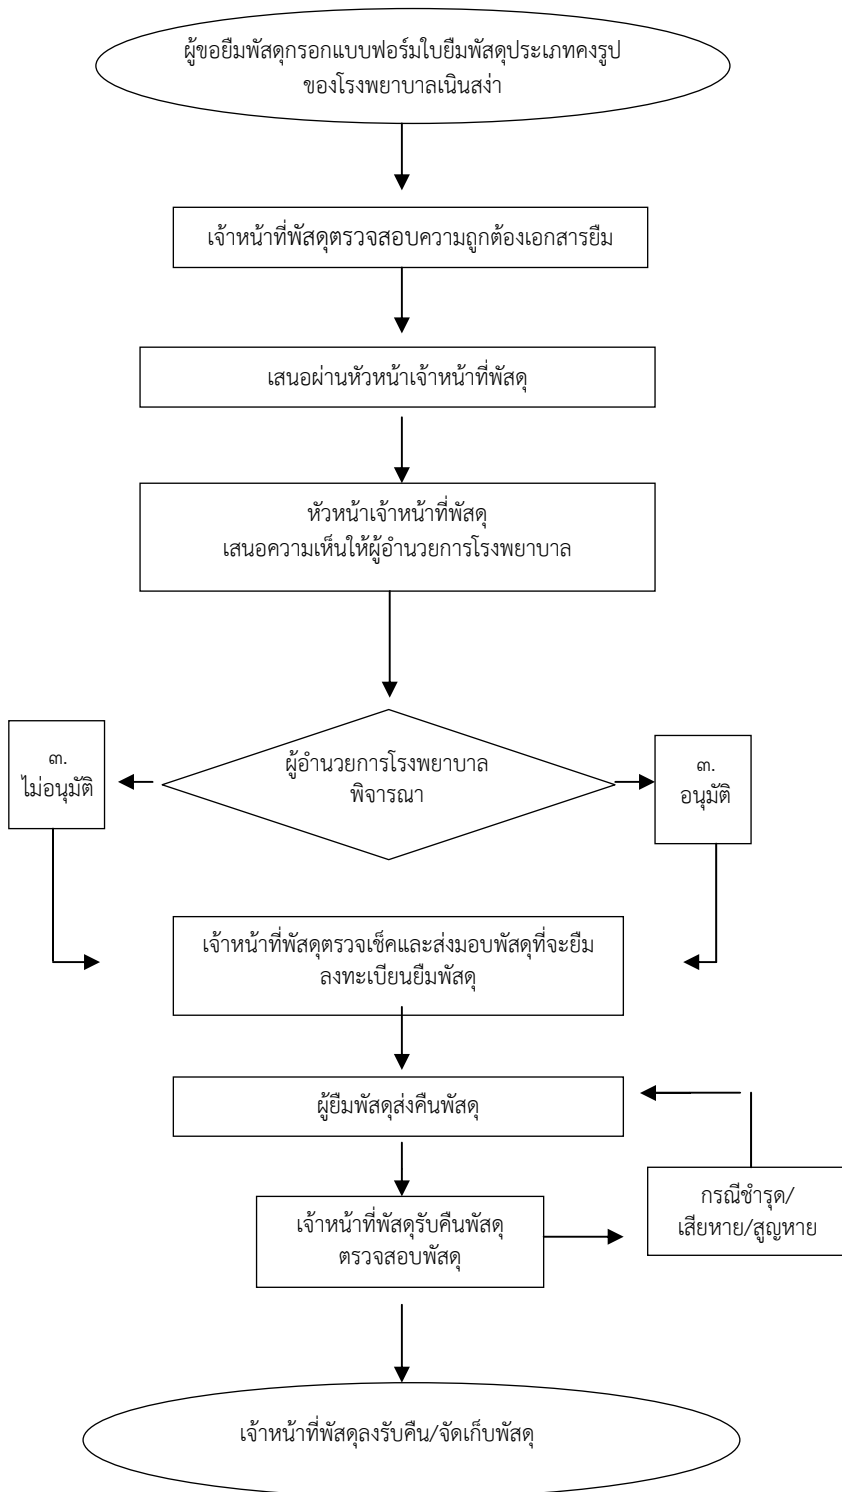 ผู้ขอยืมพัสดุกรอกแบบฟอร์มใบยืมพัสดุประเภทคงรูป
ของโรงพยาบาลเนินสง่า
เจ้าหน้าที่พัสดุตรวจสอบความถูกต้องเอกสารยืม
เสนอผ่านหัวหน้าเจ้าหน้าที่พัสดุ
หัวหน้าเจ้าหน้าที่พัสดุ
เสนอความเห็นให้ผู้อำนวยการโรงพยาบาล
๓.
ไม่อนุมัติ
ผู้อำนวยการโรงพยาบาล
พิจารณา
๓.
อนุมัติ
เจ้าหน้าที่พัสดุตรวจเช็คและส่งมอบพัสดุที่จะยืม
ลงทะเบียนยืมพัสดุ
ผู้ยืมพัสดุส่งคืนพัสดุ
เจ้าหน้าที่พัสดุรับคืนพัสดุ
ตรวจสอบพัสดุ
กรณีชำรุด/
เสียหาย/สูญหาย
เจ้าหน้าที่พัสดุลงรับคืน/จัดเก็บพัสดุ